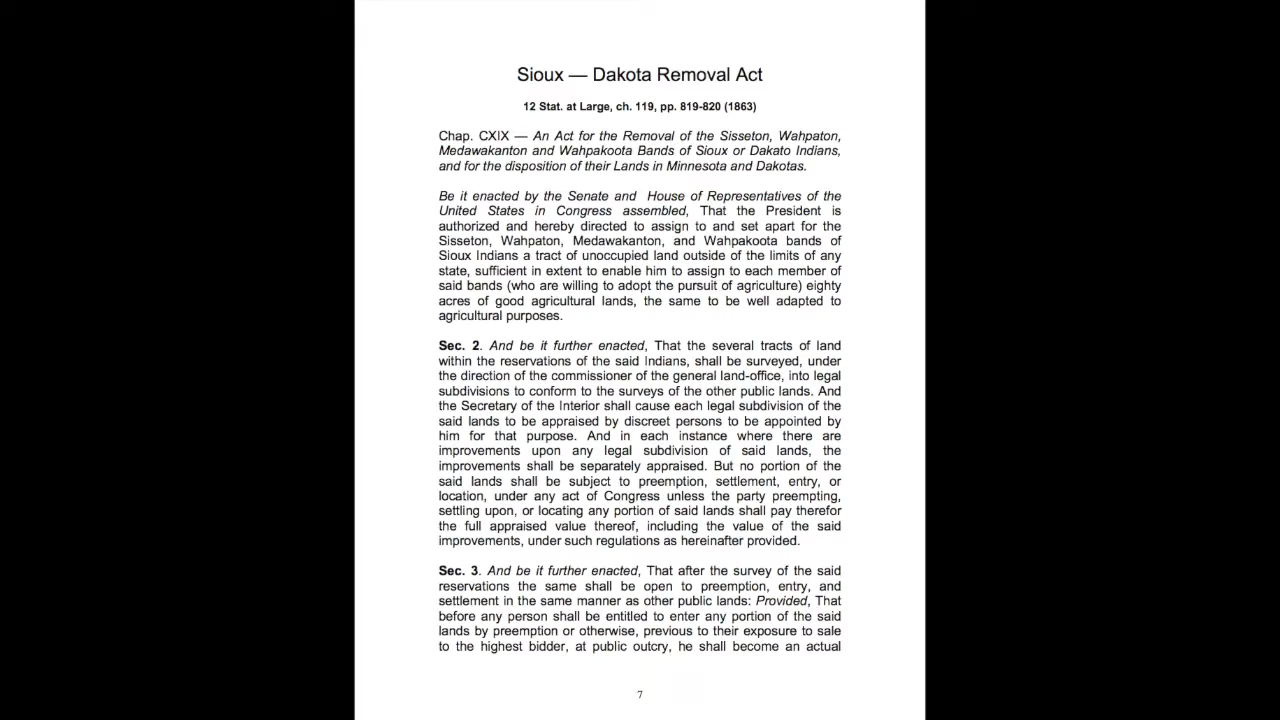 Sioux — Dakota Removal Act
12 Stat. at Large, ch. 119, pp. 819-820 (1863)
Chap. CXIX — An Act for the Removal of the Sisseton, Wahpaton,
Medawakanton and Wahpakoota Bands of Sioux or Dakato Indians,
and for the disposition of their Lands in Minnesota and Dakotas.
Be it enacted by the Senate and House of Representatives of the
United States in Congress assembled, That the President is
authorized and hereby directed to assign to and set apart for the
Sisseton, Wahpaton, Medawakanton, and Wahpakoota bands of
Sioux Indians a tract of unoccupied land outside of the limits of any
state, sufficient in extent to enable him to assign to each member of
said bands (who are willing to adopt the pursuit of agriculture) eighty
acres of good agricultural lands, the same to be well adapted to
agricultural purposes.
Sec. 2. And be it further enacted, That the several tracts of land
within the reservations of the said Indians, shall be surveyed, under
the direction of the commissioner of the general land-office, into legal
subdivisions to conform to the surveys of the other public lands. And
the Secretary of the Interior shall cause each legal subdivision of the
said lands to be appraised by discreet persons to be appointed by
him for that purpose. And in each instance where there are
improvements upon any legal subdivision of said lands, the
improvements shall be separately appraised. But no portion of the
said lands shall be subject to preemption, settlement, entry, or
location, under any act of Congress unless the party preempting,
settling upon, or locating any portion of said lands shall pay therefor
the full appraised value thereof, including the value of the said
improvements, under such regulations as hereinafter provided.
Sec. 3. And be it further enacted, That after the survey of the said
reservations the same shall be open to preemption, entry, and
settlement in the same manner as other public lands: Provided, That
before any person shall be entitled to enter any portion of the said
lands by preemption or otherwise, previous to their exposure to sale
to the highest bidder, at public outcry, he shall become an actual
7